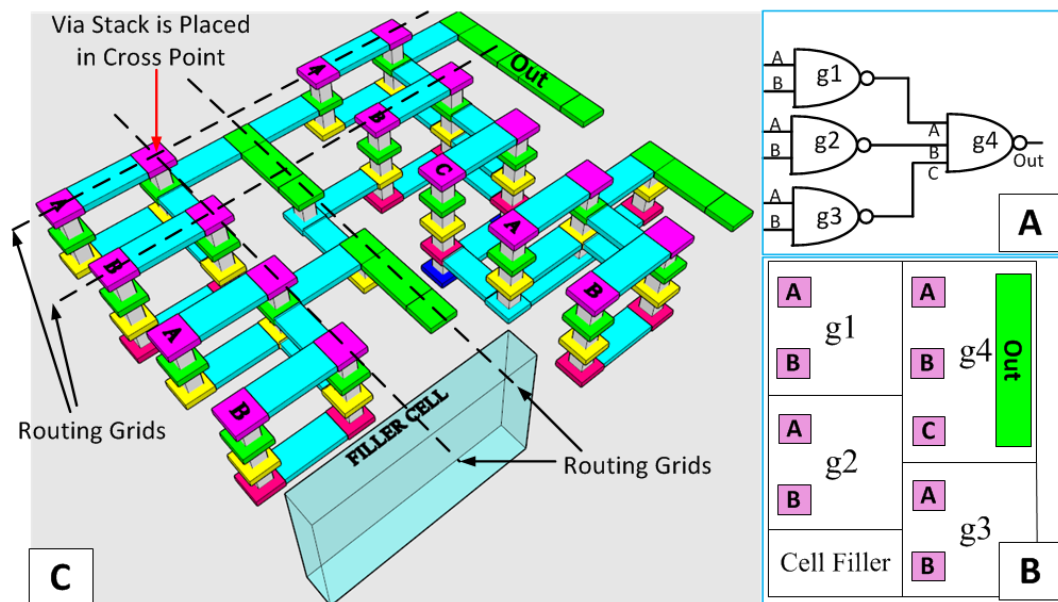 Via Stack is Placed
in Cross Point
A
Out
B
C
A
A
B
B
A
B
Routing Grids
FILLER CELL
Routing Grids
C
A
B
g1
A
B
g2
A
B
g3
A
B
C
g4
Out
A
A
B
g1
A
B
g2
Cell Filler
A
B
C
g4
Out
A
B
g3
B